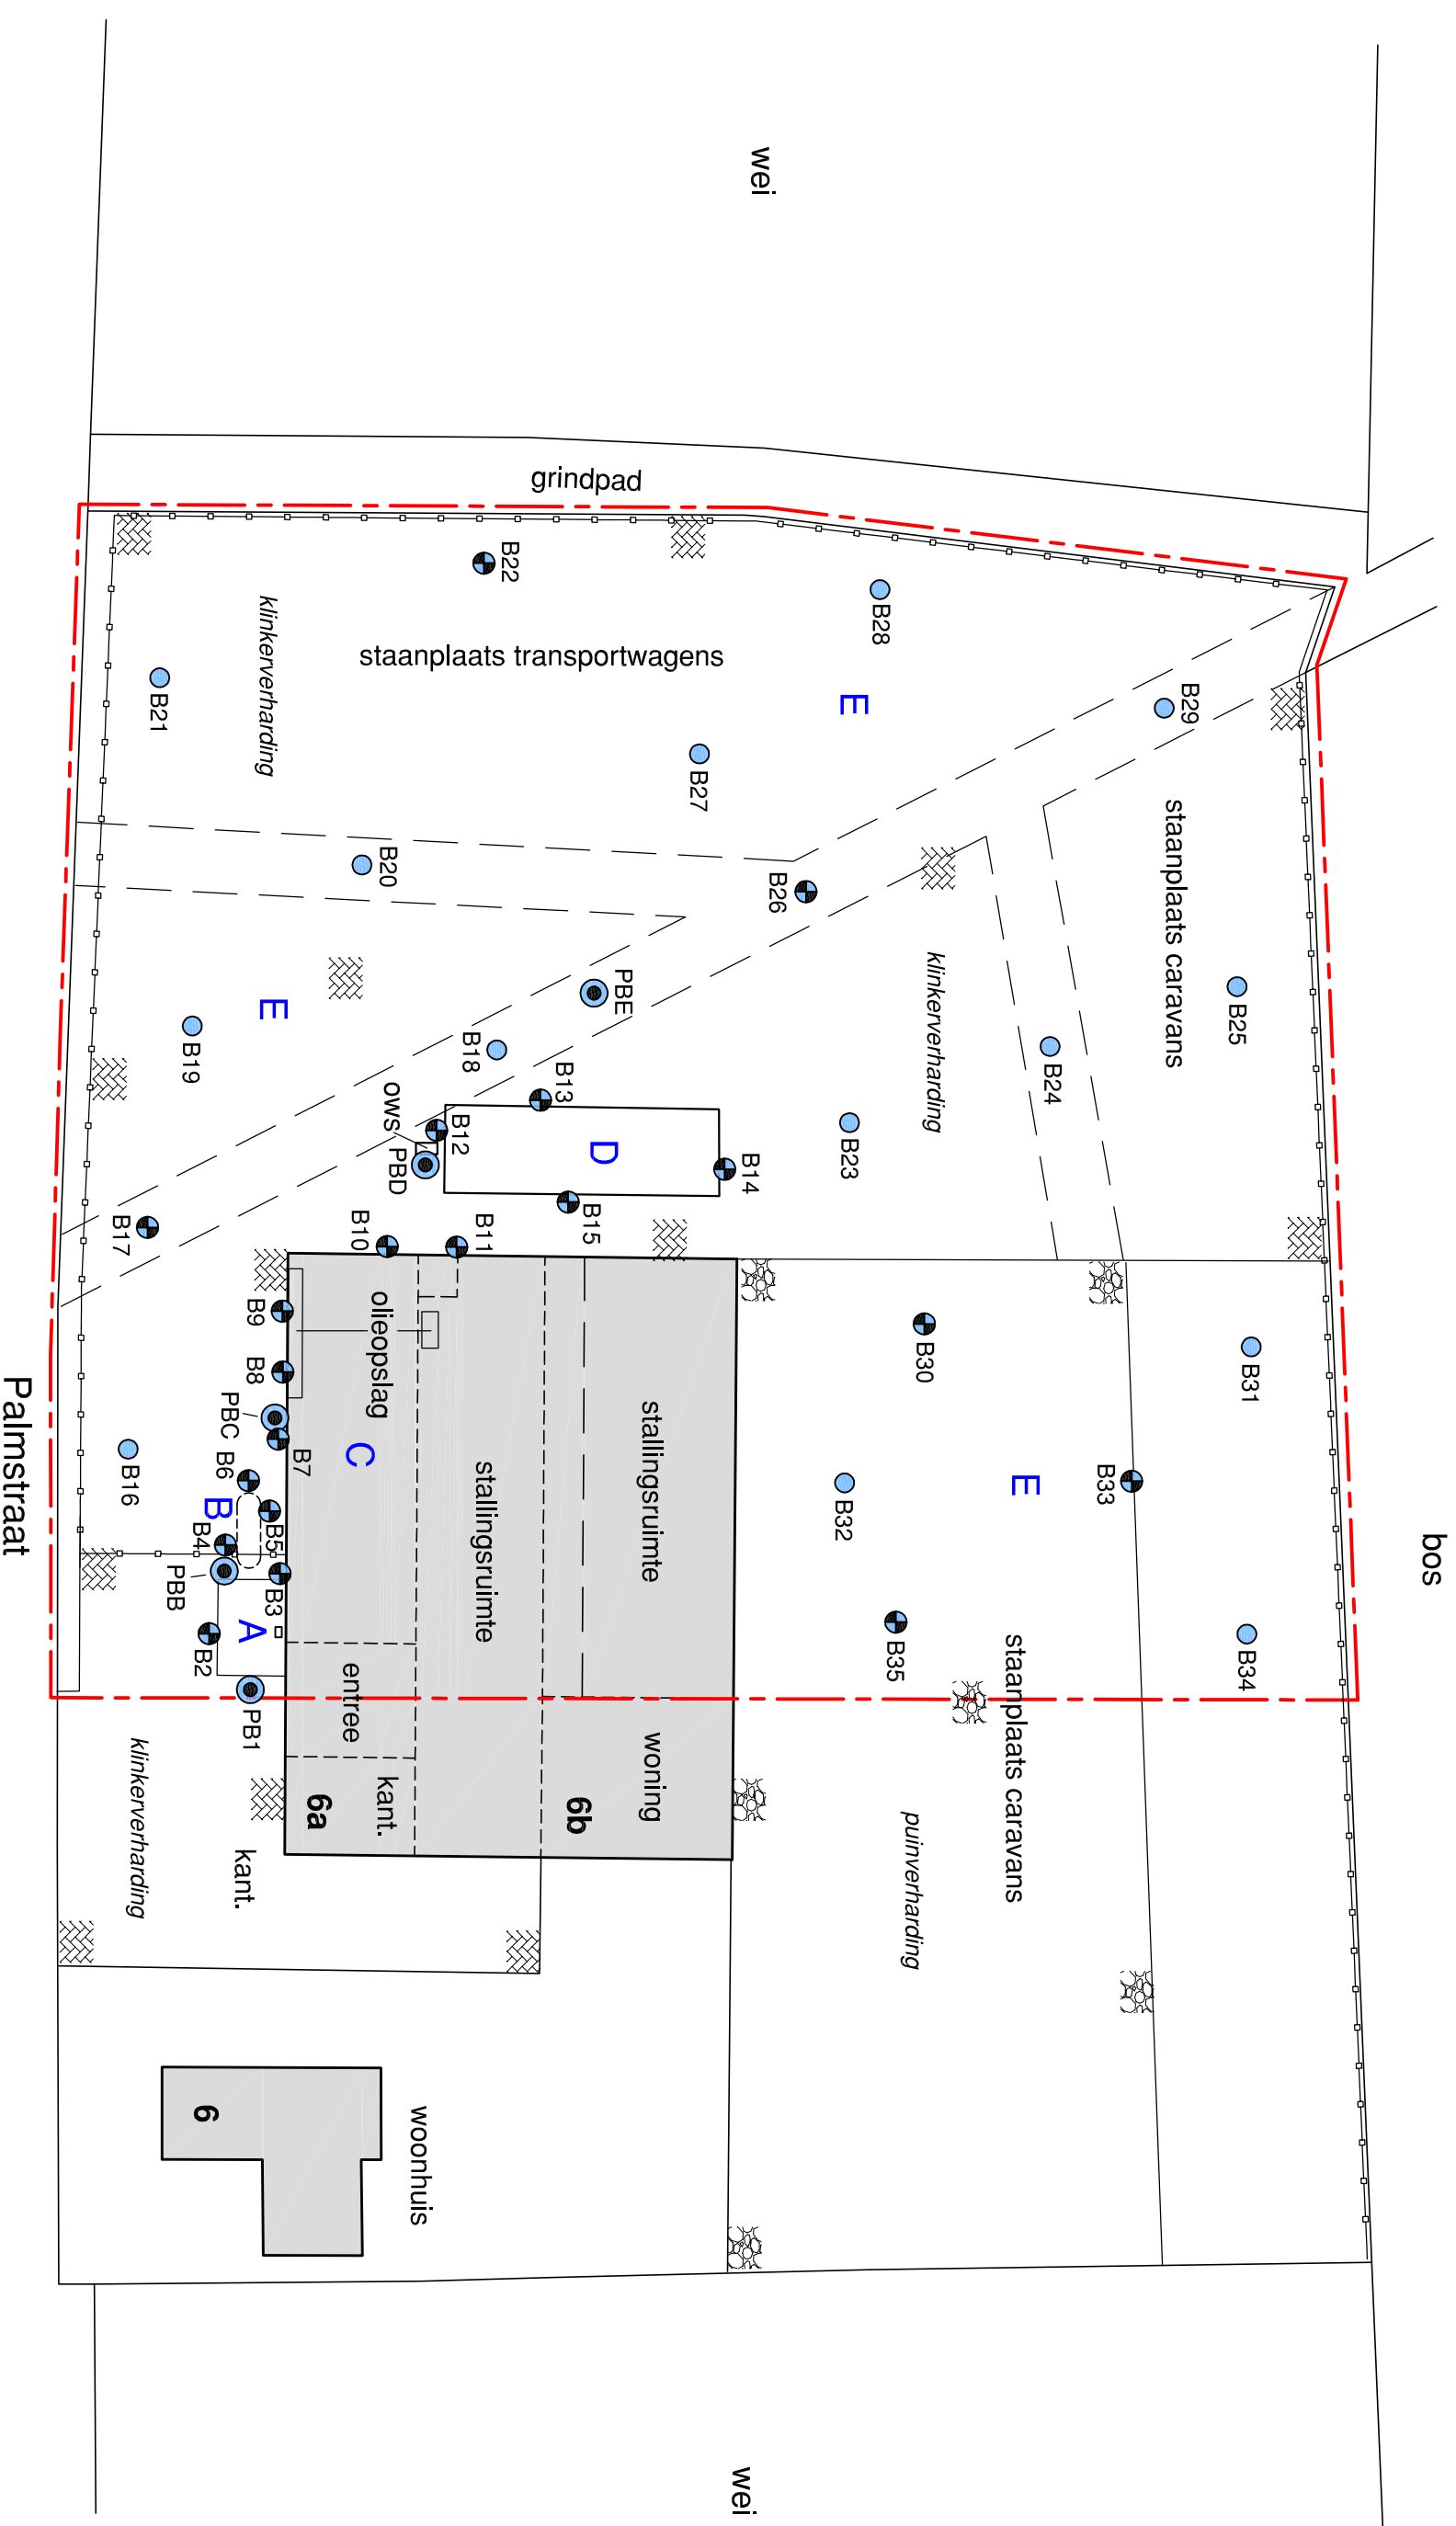 wei
grindpad
B22
B28
klinkerverharding
staanplaats transportwagens
B21
E
B29
B27
staanplaats caravans
B20
B26
klinkerverharding
E
PBE
B25
B19
B18
B24
B13
ows
B12
D
B23
PBD
B14
B17
B10
B11
B15
B9
olieopslag
B30
B31
B8
PBC
C
B7
stallingsruimte
B6
B16
B
stallingsruimte
E
B33
B32
bos
Palmstraat
B4
B5
PBB
B3
A
B2
B35
B34
entree
staanplaats caravans
PB1
klinkerverharding
woning
kant.
6a
6b
puinverharding
kant.
6
woonhuis
wei